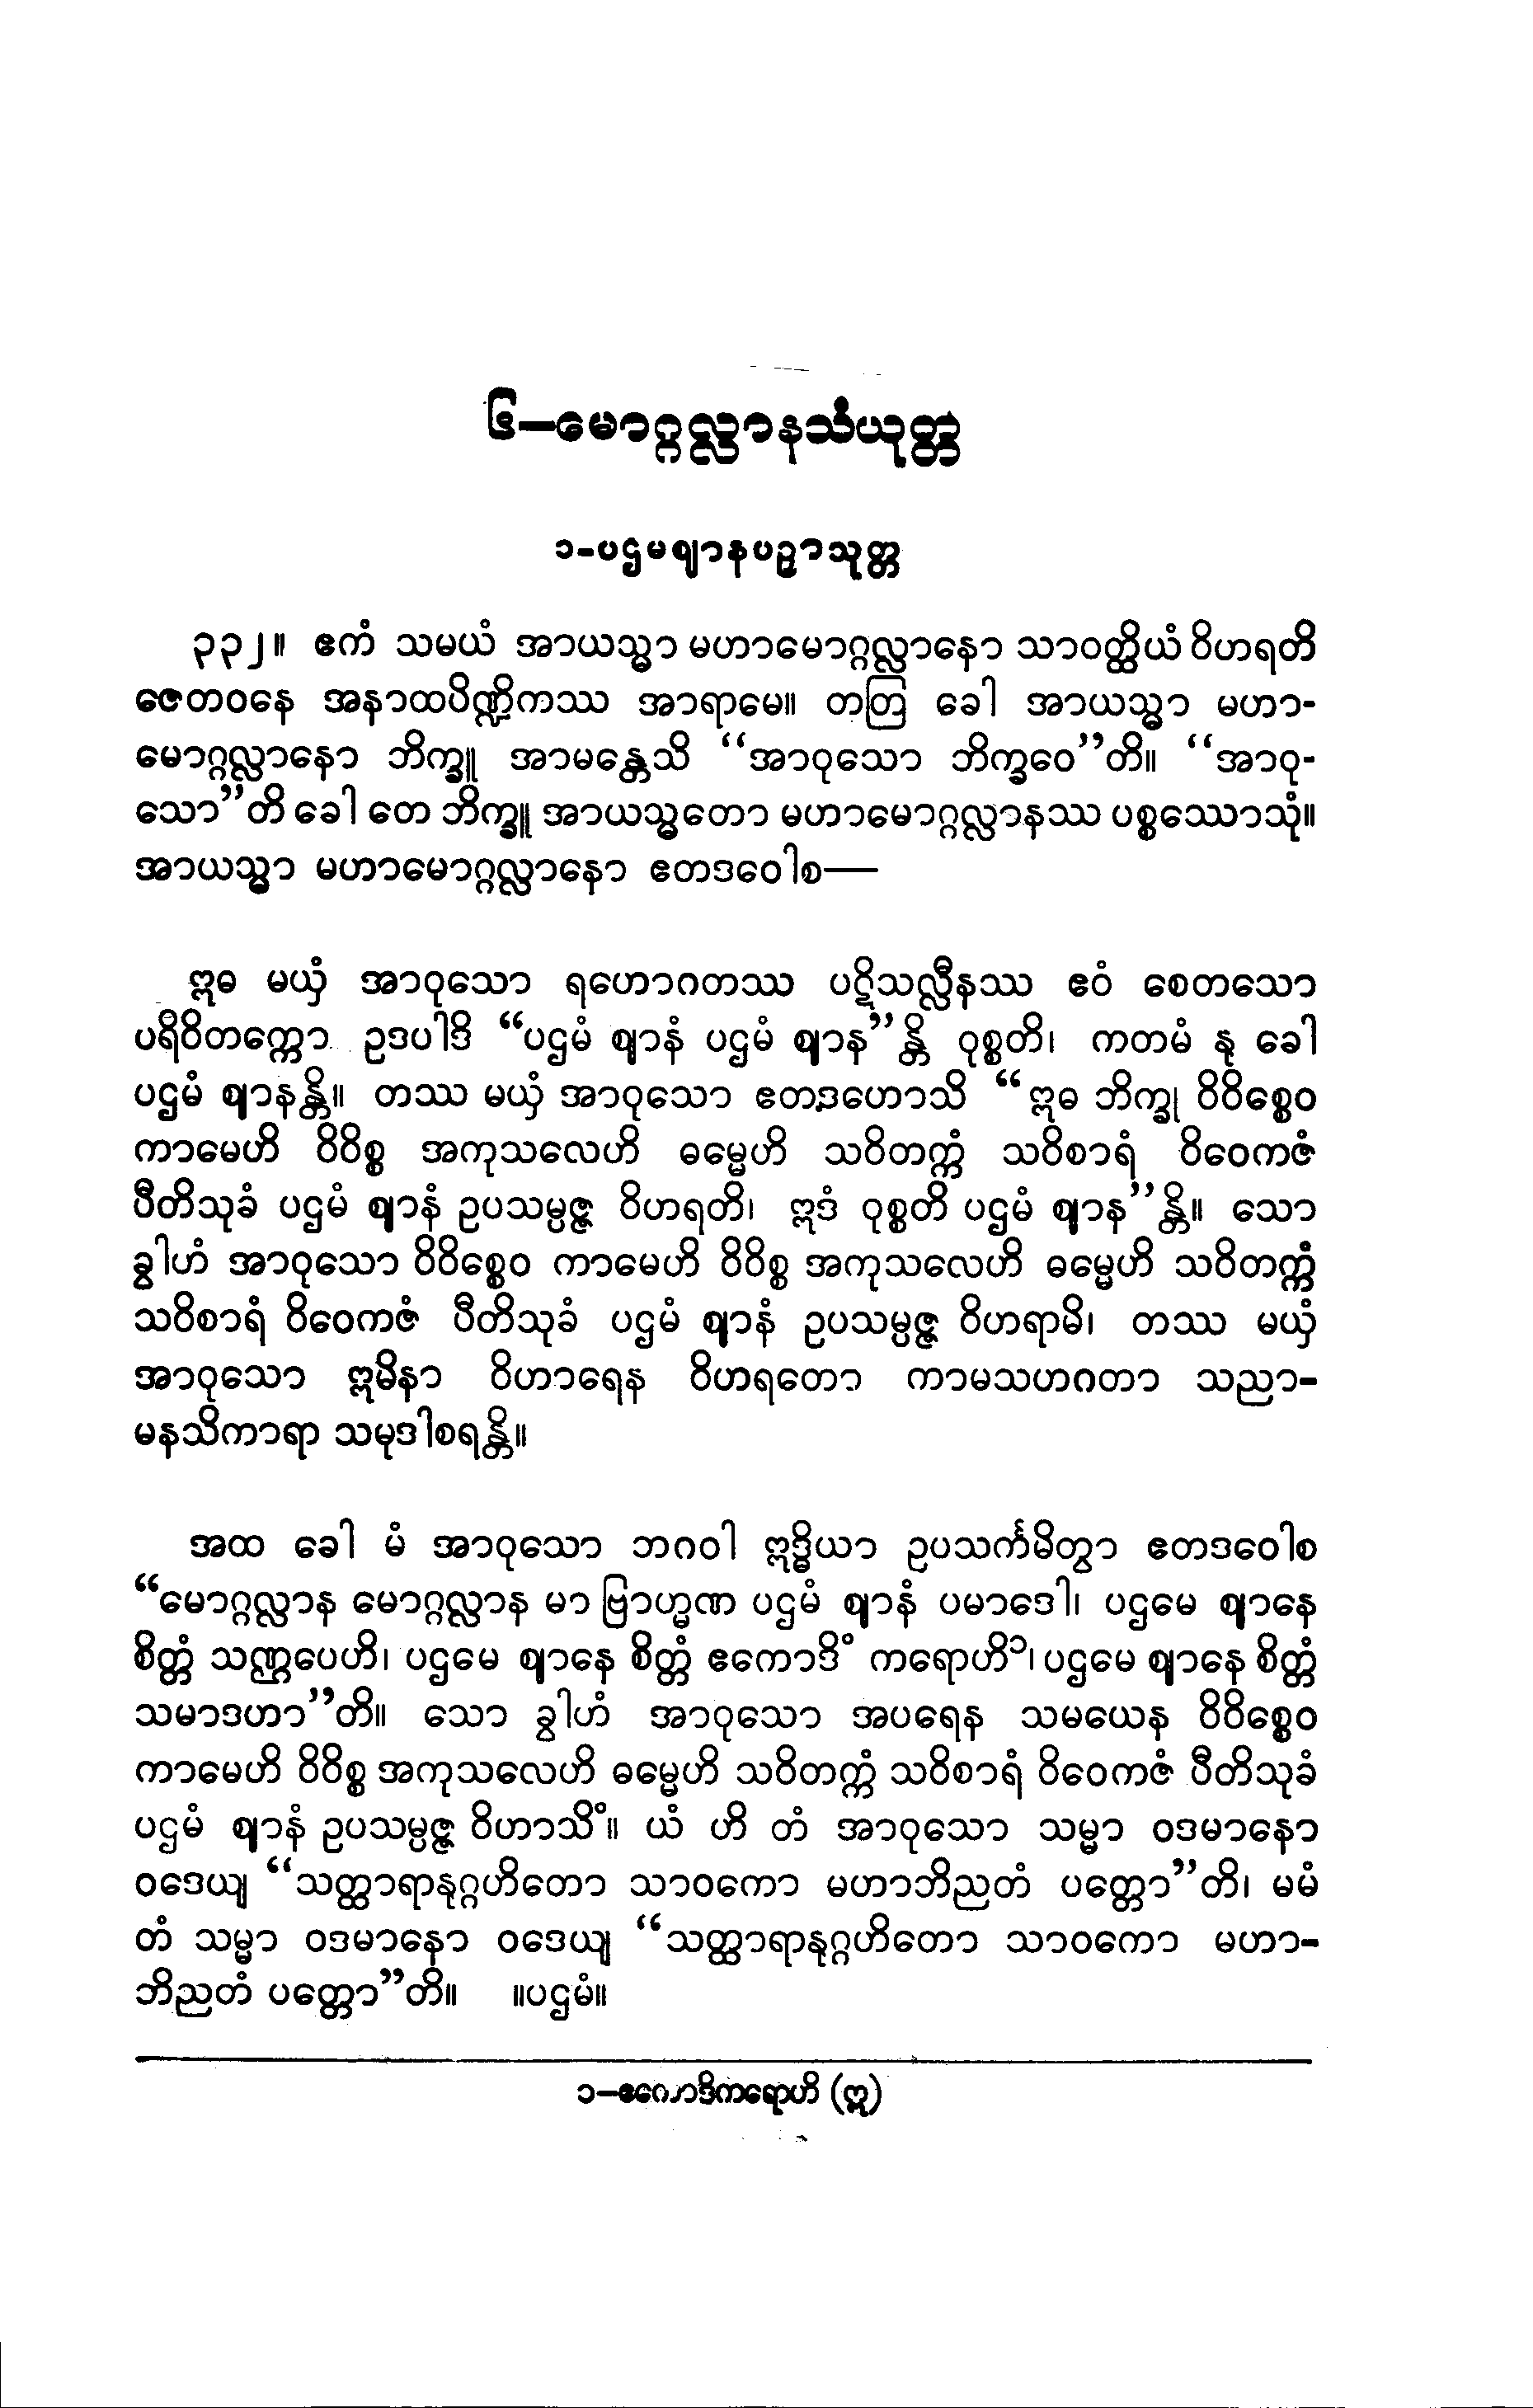 ၆–မောဂ္ဂလ္လာနသံယုတ္တ
၁-ပဌမဈာနပဉှာသုတ္တ
၃၃၂။ ဧကံ သမယံ အာယသ္မာ မဟာမောဂ္ဂလ္လာနော သာဝတ္ထိယံ ဝိဟရတိ
ဇေတဝနေ အနာထပိဏ္ဍိကဿ အာရာမေ။ တတြ ခေါ အာယသ္မာ မဟာ-
မောဂ္ဂလ္လာနော ဘိက္ခူ အာမန္တေသိ “အာဝုသော ဘိက္ခဝေ”တိ။ “အာဝု-
သော”တိ ခေါ တေ ဘိက္ခူ အာယသ္မတော မဟာမောဂ္ဂလ္လာနဿ ပစ္စဿောသုံ။
အာယသ္မာ မဟာမောဂ္ဂလ္လာနော ဧတဒဝေါစ—
ဣဓ မယှံ အာဝုသော ရဟောဂတဿ ပဋိသလ္လီနဿ ဧဝံ စေတသော
ပရိဝိတက္ကော ဥဒပါဒိ “ပဌမံ ဈာနံ ပဌမံ ဈာန”န္တိ ဝုစ္စတိ၊ ကတမံ နု ခေါ
ပဌမံ ဈာနန္တိ။ တဿ မယှံ အာဝုသော ဧတဒဟောသိ “ဣဓ ဘိက္ခု ဝိဝိစ္စေဝ
ကာမေဟိ ဝိဝိစ္စ အကုသလေဟိ ဓမ္မေဟိ သဝိတက္ကံ သဝိစာရံ ဝိဝေကဇံ
ပီတိသုခံ ပဌမံ ဈာနံ ဥပသမ္ပဇ္ဇ ဝိဟရတိ၊ ဣဒံ ဝုစ္စတိ ပဌမံ ဈာန”န္တိ။ သော
ခွါဟံ အာဝုသော ဝိဝိစ္စေဝ ကာမေဟိ ဝိဝိစ္စ အကုသလေဟိ ဓမ္မေဟိ သဝိတက္ကံ
သဝိစာရံ ဝိဝေကဇံ ပီတိသုခံ ပဌမံ ဈာနံ ဥပသမ္ပဇ္ဇ ဝိဟရာမိ၊ တဿ မယှံ
အာဝုသော ဣမိနာ ဝိဟာရေန ဝိဟရတော ကာမသဟဂတာ သညာ-
မနသိကာရာ သမုဒါစရန္တိ။
အထ ခေါ မံ အာဝုသော ဘဂဝါ ဣဒ္ဓိယာ ဥပသင်္ကမိတွာ ဧတဒဝေါစ
“မောဂ္ဂလ္လာန မောဂ္ဂလ္လာန မာ ဗြာဟ္မဏ ပဌမံ ဈာနံ ပမာဒေါ၊ ပဌမေ ဈာနေ
စိတ္တံ သဏ္ဌပေဟိ၊ ပဌမေ ဈာနေ စိတ္တံ ဧကောဒိံ ကရောဟိ၁၊ ပဌမေ ဈာနေ စိတ္တံ
သမာဒဟာ”တိ။ သော ခွါဟံ အာဝုသော အပရေန သမယေန ဝိဝိစ္စေဝ
ကာမေဟိ ဝိဝိစ္စ အကုသလေဟိ ဓမ္မေဟိ သဝိတက္ကံ သဝိစာရံ ဝိဝေကဇံ ပီတိသုခံ
ပဌမံ ဈာနံ ဥပသမ္ပဇ္ဇ ဝိဟာသိံ။ ယံ ဟိ တံ အာဝုသော သမ္မာ ဝဒမာနော
ဝဒေယျ “သတ္ထာရာနုဂ္ဂဟိတော သာဝကော မဟာဘိညတံ ပတ္တော”တိ၊ မမံ
တံ သမ္မာ ဝဒမာနော ဝဒေယျ “သတ္ထာရာနုဂ္ဂဟိတော သာဝကော မဟာ-
ဘိညတံ ပတ္တော”တိ။ ။ပဌမံ။
၁–ဧကောဒိကရောဟိ (ဣ)